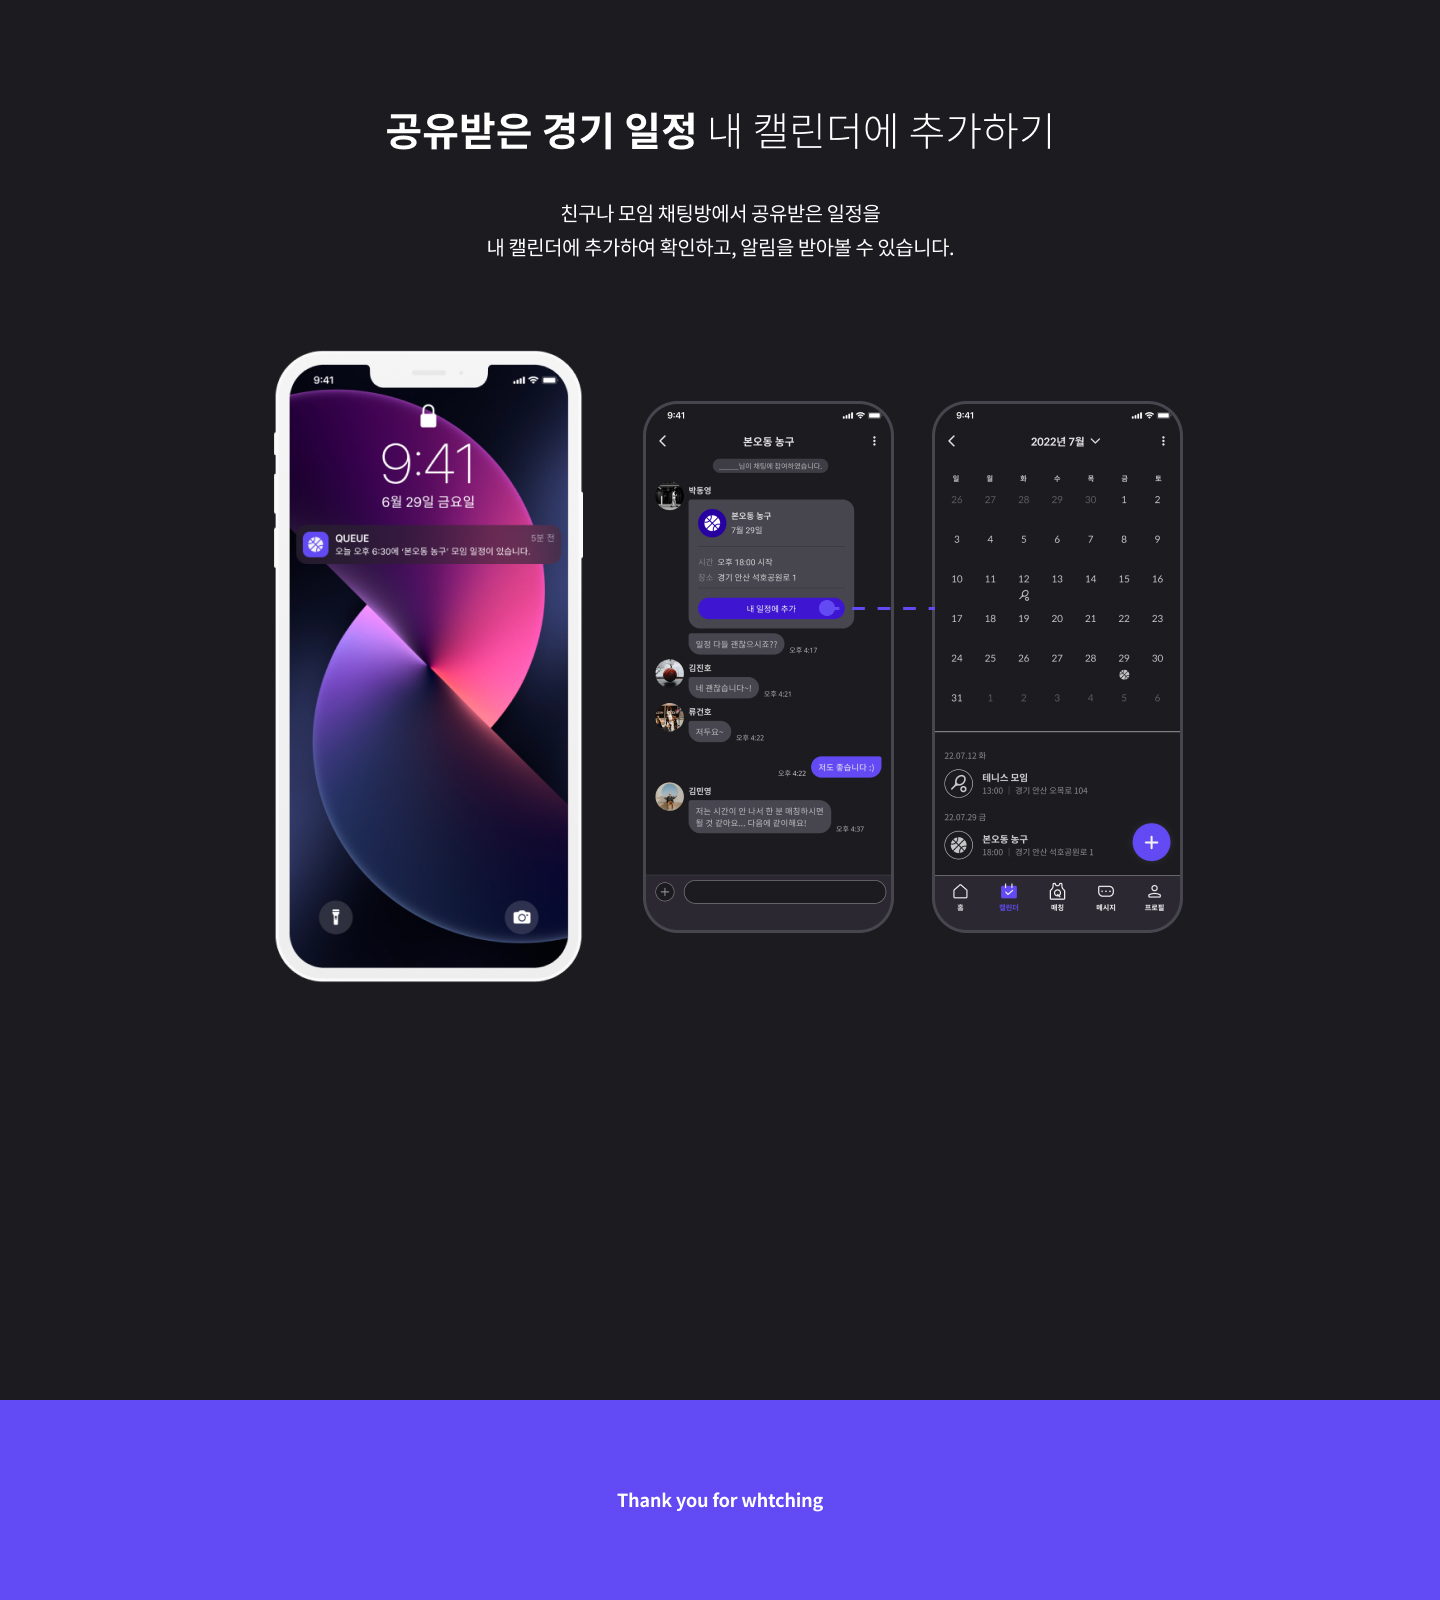 공유받은 경기 일정 내 캘린더에 추가하기
친구나 모임 채팅방에서 공유받은 일정을
내 캘린더에 추가하여 확인하고, 알림을 받아볼 수 있습니다.
9:41
9:41
6월 29일 금요일
QUEUE
5분 전
오늘 오후 6:30에 ‘본오동 농구’ 모임 일정이 있습니다.
9:41
본오동 농구
______님이 채팅에 참여하였습니다.
박동영
본오동 농구
7월 29일
시간 오후 18:00 시작
장소 경기 안산 석호공원로 1
내 일정에 추가
일정 다들 괜찮으시죠??
오후 4:17
김진호
네 괜찮습니다~!
오후 4:21
류건호
저두요~
오후 4:22
오후 4:22
저도 좋습니다 ;)
김민영
저는 시간이 안 나서 한 분 매칭하시면
될 것 같아요... 다음에 같이해요!
오후 4:37
9:41
2022년 7월
일 월 화 수 목 금 토
26 27 28 29 30 1 2
3 4 5 6 7 8 9
10 11 12 13 14 15 16
17 18 19 20 21 22 23
24 25 26 27 28 29 30
31 1 2 3 4 5 6
22.07.12 화
테니스 모임
13:00 | 경기 안산 오목로 104
22.07.29 금
본오동 농구
18:00 | 경기 안산 석호공원로 1
홈 캘린더 매칭 메시지 프로필
Thank you for whtching